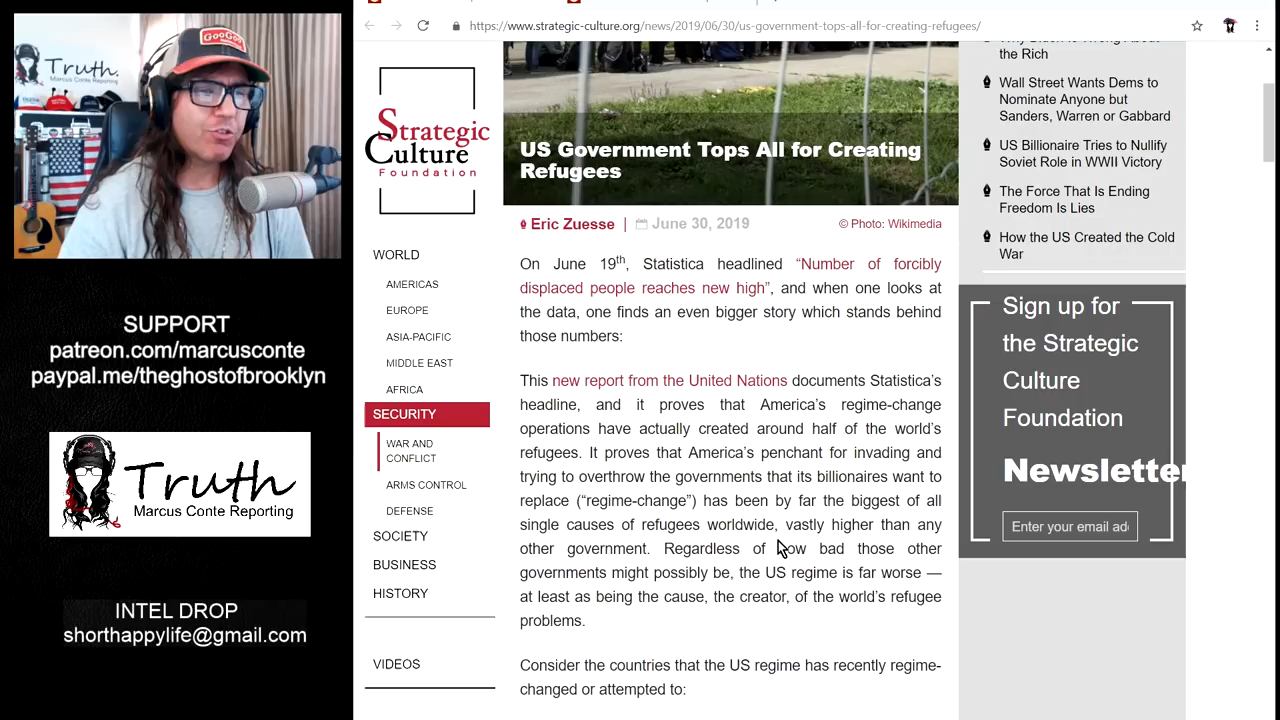 https://www.strategic-culture.org/news/2019/06/30/us-government-tops-all-for-creating-refugees/
GooGoo
Truth.
Marcus Conte Reporting
SUPPORT
patreon.com/marcusconte
paypal.me/theghostofbrooklyn
Truth
Marcus Conte Reporting
INTEL DROP
shorthappylife@gmail.com
Strategic
Culture
FOUNDATION
WORLD
AMERICAS
EUROPE
ASIA-PACIFIC
MIDDLE EAST
AFRICA
SECURITY
WAR AND
CONFLICT
ARMS CONTROL
DEFENSE
SOCIETY
BUSINESS
HISTORY
VIDEOS
US Government Tops All for Creating
Refugees
Eric Zuesse | June 30, 2019 © Photo: Wikimedia
On June 19th, Statistica headlined “Number of forcibly
displaced people reaches new high”, and when one looks at
the data, one finds an even bigger story which stands behind
those numbers:
This new report from the United Nations documents Statistica’s
headline, and it proves that America’s regime-change
operations have actually created around half of the world’s
refugees. It proves that America’s penchant for invading and
trying to overthrow the governments that its billionaires want to
replace (“regime-change”) has been by far the biggest of all
single causes of refugees worldwide, vastly higher than any
other government. Regardless of how bad those other
governments might possibly be, the US regime is far worse —
at least as being the cause, the creator, of the world’s refugee
problems.
Consider the countries that the US regime has recently regime-
changed or attempted to:
the Rich
Wall Street Wants Dems to
Nominate Anyone but
Sanders, Warren or Gabbard
US Billionaire Tries to Nullify
Soviet Role in WWII Victory
The Force That Is Ending
Freedom Is Lies
How the US Created the Cold
War
Sign up for
the Strategic
Culture
Foundation
Newsletter
Enter your email ad